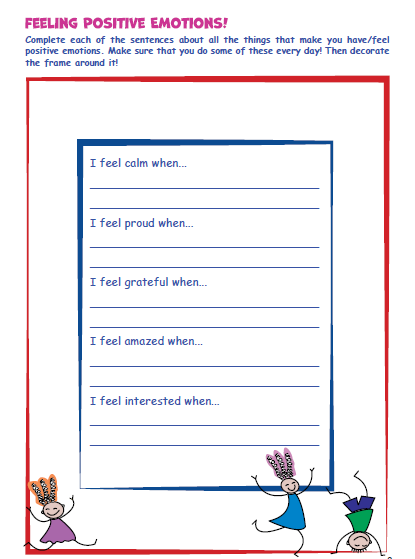 FEELING POSITIVE EMOTIONS!
Complete each of the sentences about all the things that make you have/feel
positive emotions. Make sure that you do some of these every day! Then decorate
the frame around it!
I feel calm when...
I feel proud when...
I feel grateful when...
I feel amazed when...
I feel interested when...